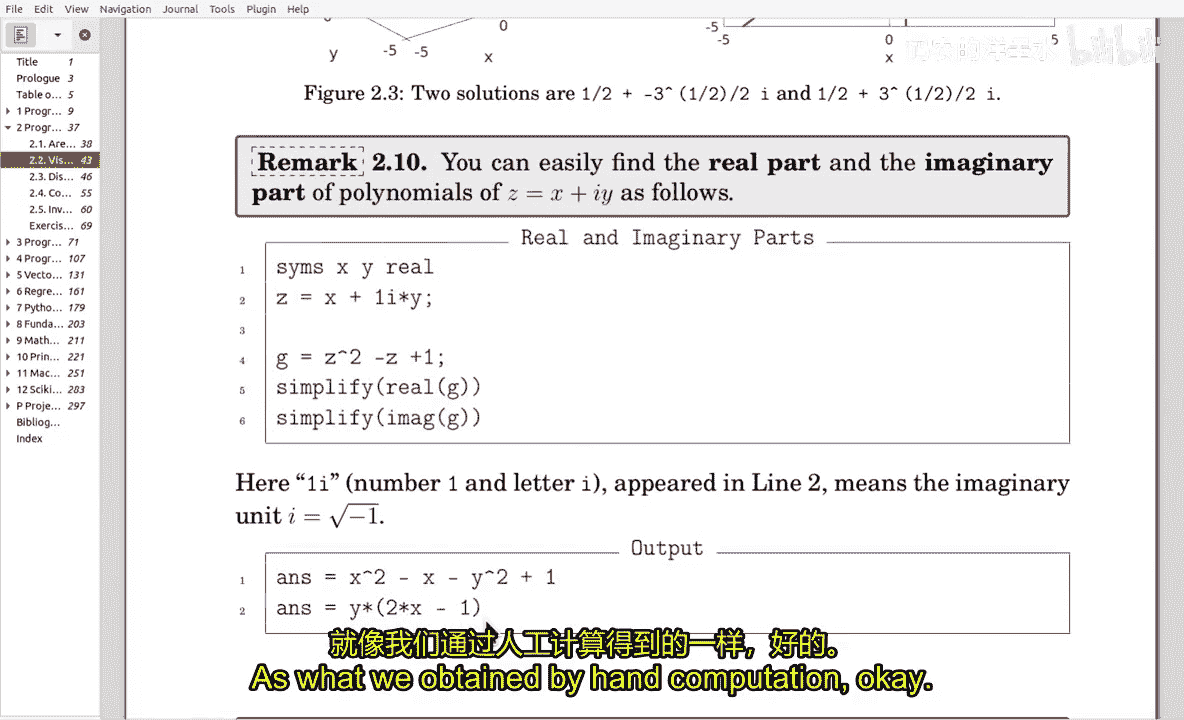 File Edit View Navigation Journal Tools Plugin Help
Title 1
Prologue 3
Table o... 5
1 Progr... 9
2 Progr... 37
2.1. Are... 38
2.2. Vis... 43
2.3. Dis... 46
2.4. Co... 55
2.5. Inv... 60
Exercis... 69
3 Progr... 71
4 Progr... 107
5 Vecto... 131
6 Regre... 161
7 Pytho... 179
8 Funda... 203
9 Math... 211
10 Prin... 221
11 Mac... 251
12 Sciki... 283
P Proje... 297
Bibliog...
Index
0
y -5 -5 x
-5
-5 0 5
x
Figure 2.3: Two solutions are 1/2 + -3^(1/2)/2 i and 1/2 + 3^(1/2)/2 i.
Remark 2.10. You can easily find the real part and the imaginary
part of polynomials of z = x + iy as follows.
Real and Imaginary Parts
1 syms x y real
2 z = x + 1i*y;
3
4 g = z^2 -z +1;
5 simplify(real(g))
6 simplify(imag(g))
Here “1i” (number 1 and letter i), appeared in Line 2, means the imaginary
unit i = √−1.
Output
1 ans = x^2 - x - y^2 + 1
2 ans = y*(2*x - 1)
就像我们通过人工计算得到的一样，好的。
As what we obtained by hand computation, okay.